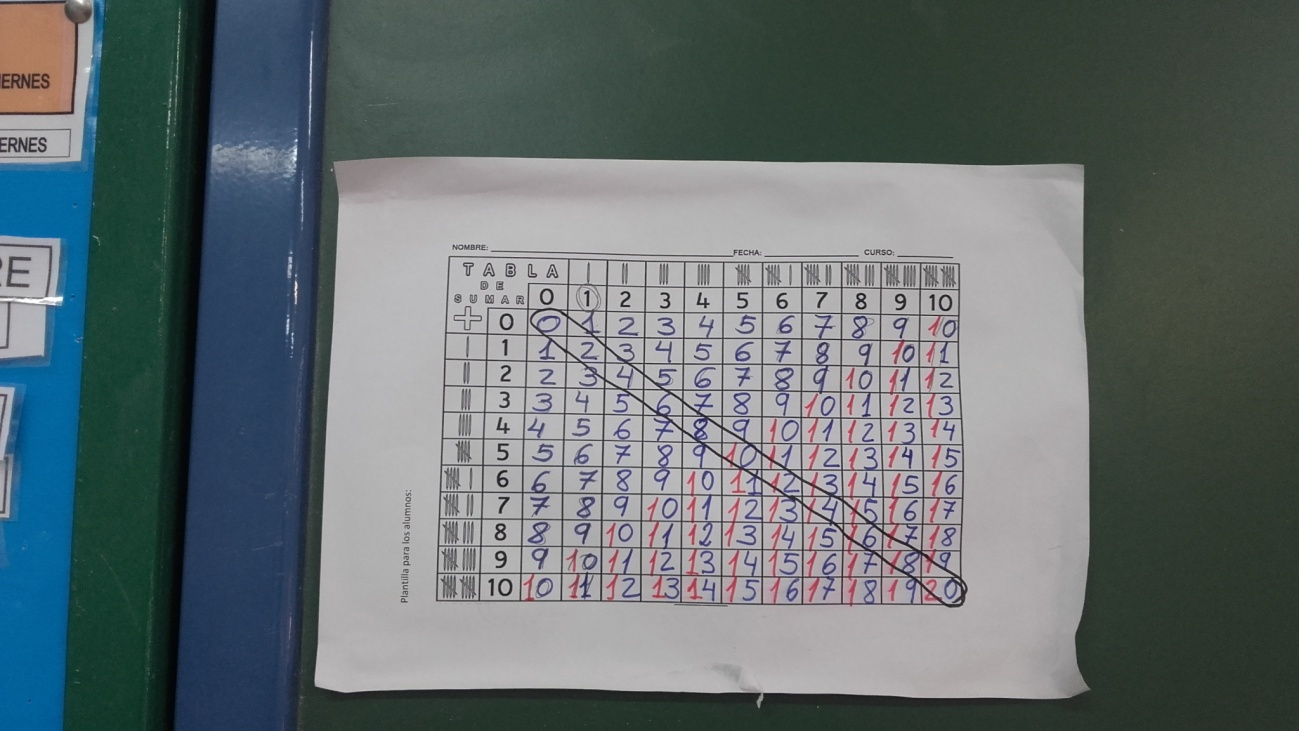 IERNES
ERNES
RE
NOMBRE: FECHA: CURSO:
TABLA
DE
SUMAR
0 1 2 3 4 5 6 7 8 9 10
+ 0 0 1 2 3 4 5 6 7 8 9 10
1 1 2 3 4 5 6 7 8 9 10 11
2 2 3 4 5 6 7 8 9 10 11 12
3 3 4 5 6 7 8 9 10 11 12 13
4 4 5 6 7 8 9 10 11 12 13 14
5 5 6 7 8 9 10 11 12 13 14 15
6 6 7 8 9 10 11 12 13 14 15 16
7 7 8 9 10 11 12 13 14 15 16 17
8 8 9 10 11 12 13 14 15 16 17 18
9 9 10 11 12 13 14 15 16 17 18 19
10 10 11 12 13 14 15 16 17 18 19 20
Plantilla para los alumnos: